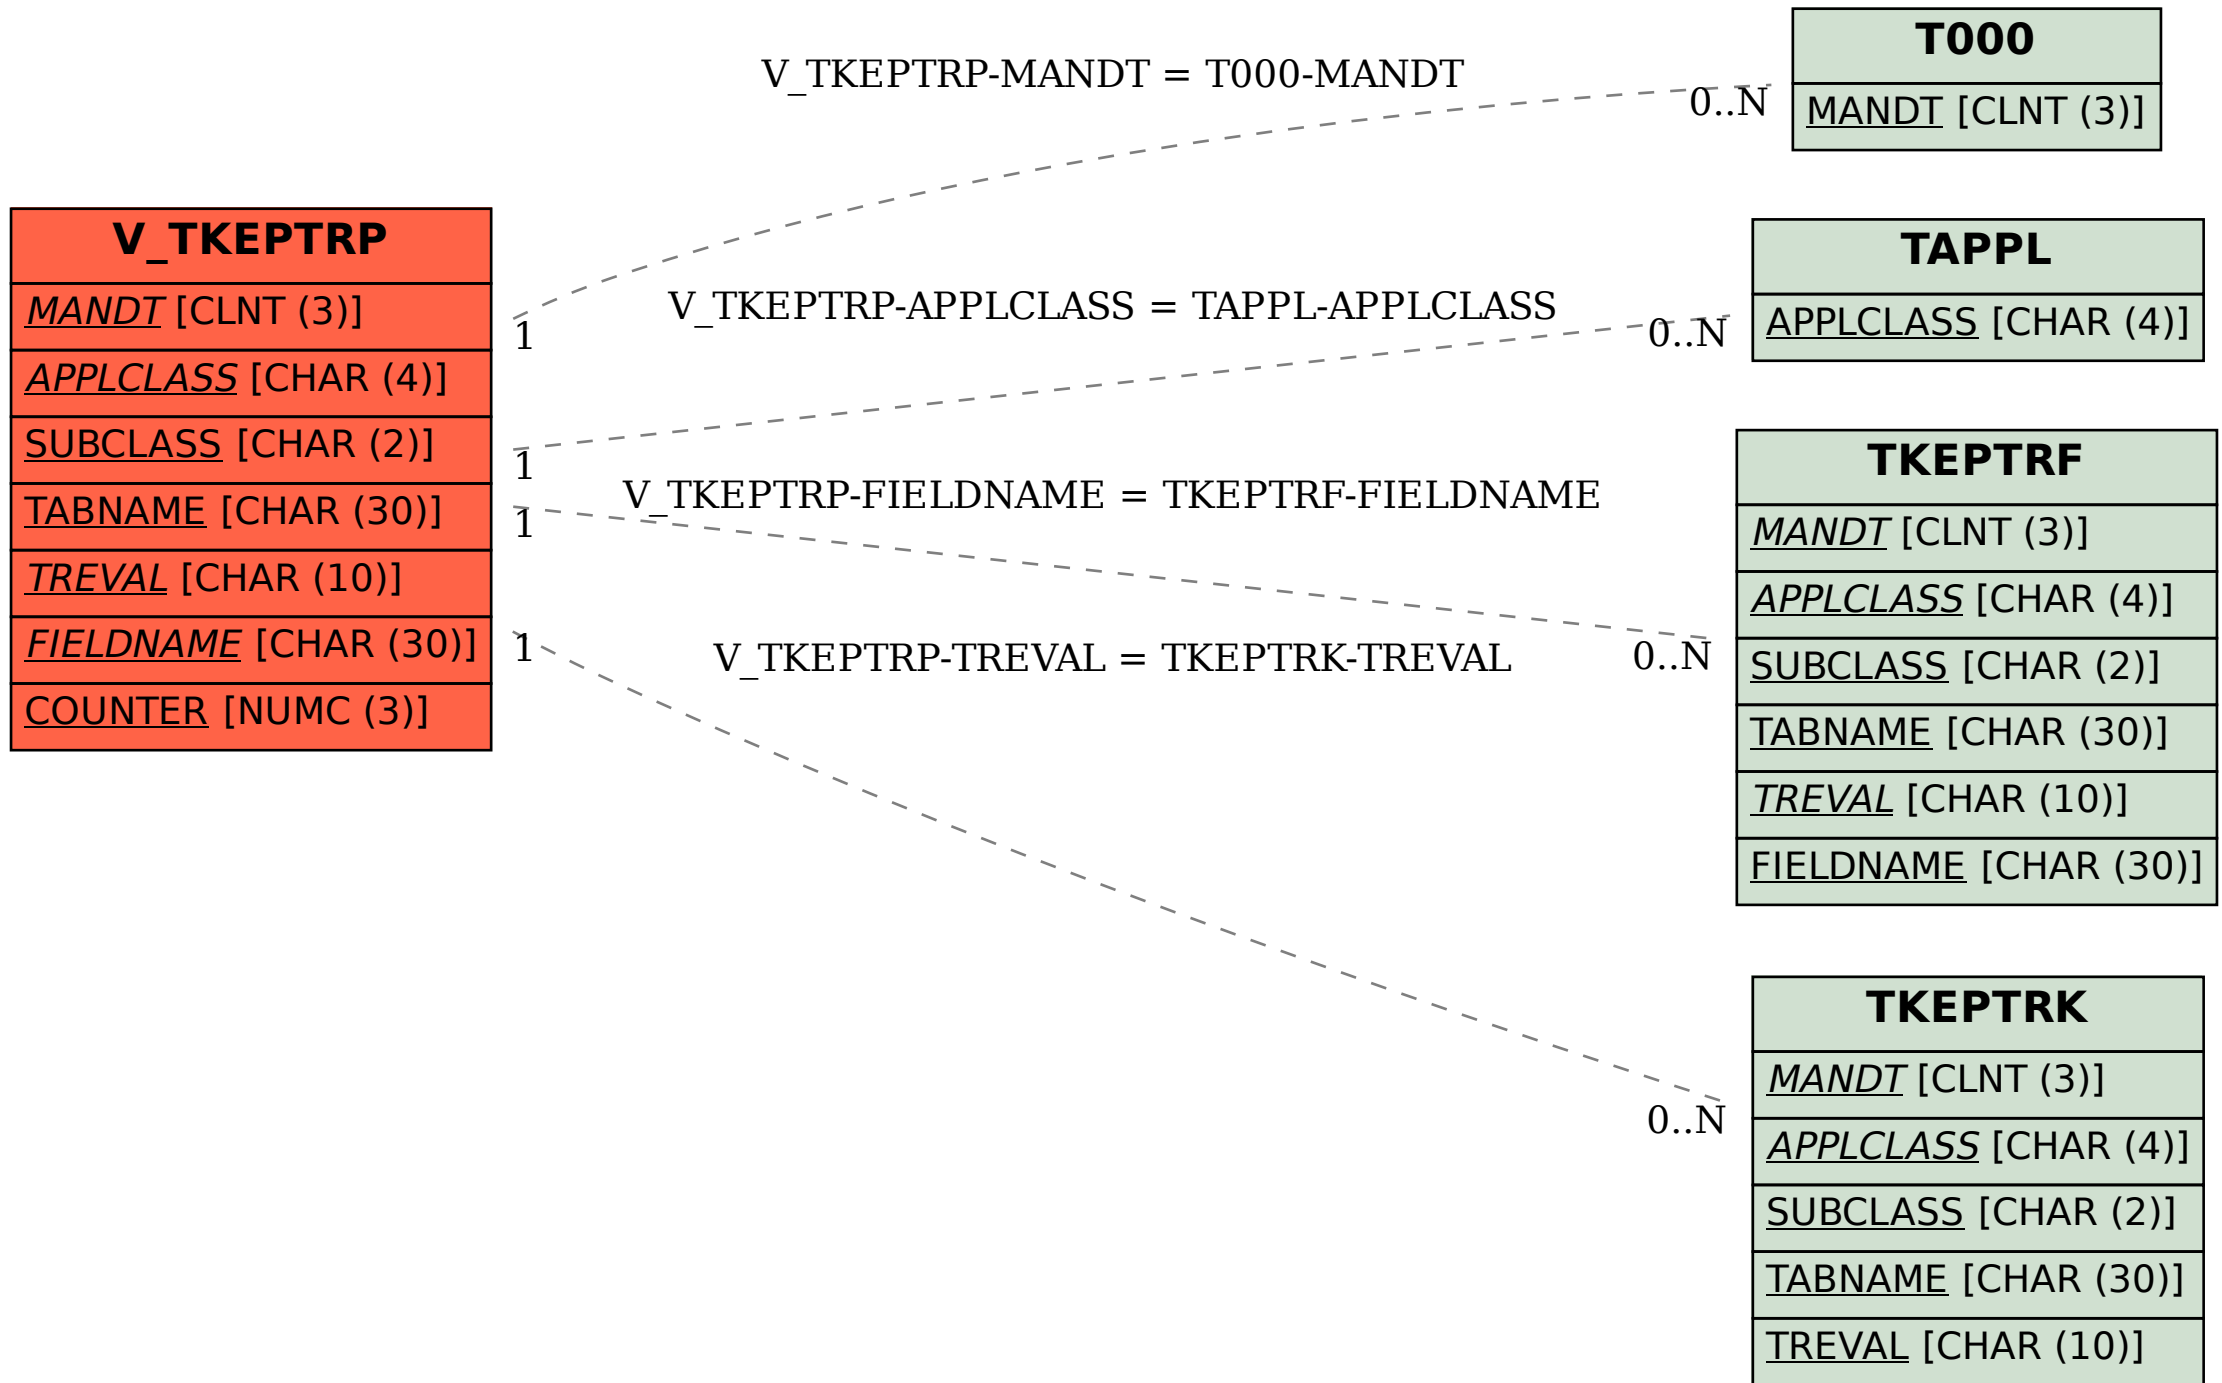 V_TKEPTRP
MANDT [CLNT (3)]
APPLCLASS [CHAR (4)]
SUBCLASS [CHAR (2)]
TABNAME [CHAR (30)]
TREVAL [CHAR (10)]
FIELDNAME [CHAR (30)]
COUNTER [NUMC (3)]
V_TKEPTRP-MANDT = T000-MANDT
0..N
1
V_TKEPTRP-APPLCLASS = TAPPL-APPLCLASS
0..N
1
V_TKEPTRP-FIELDNAME = TKEPTRF-FIELDNAME
1
0..N
V_TKEPTRP-TREVAL = TKEPTRK-TREVAL
1
0..N
T000
MANDT [CLNT (3)]
TAPPL
APPLCLASS [CHAR (4)]
TKEPTRF
MANDT [CLNT (3)]
APPLCLASS [CHAR (4)]
SUBCLASS [CHAR (2)]
TABNAME [CHAR (30)]
TREVAL [CHAR (10)]
FIELDNAME [CHAR (30)]
TKEPTRK
MANDT [CLNT (3)]
APPLCLASS [CHAR (4)]
SUBCLASS [CHAR (2)]
TABNAME [CHAR (30)]
TREVAL [CHAR (10)]